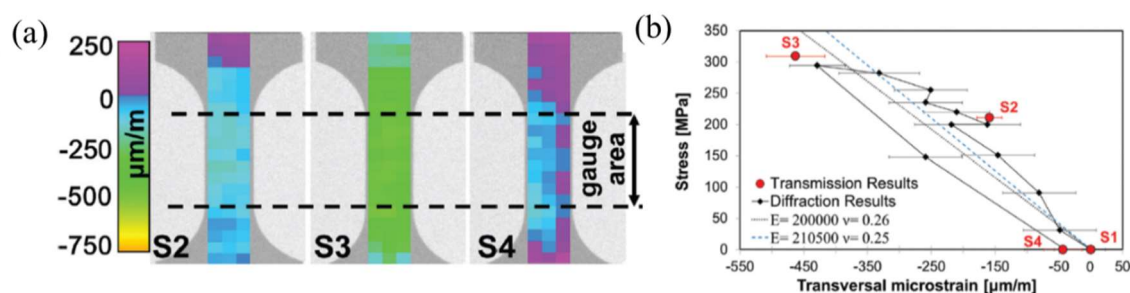 (a)
250
0
-250
-500
-750
µm/m
S2
S3
S4
gauge
area
(b)
350
300
250
200
150
100
50
0
Stress [MPa]
S3
S2
S4
S1
Transmission Results
Diffraction Results
E= 200000 ν= 0.26
E= 210500 ν= 0.25
-550 -450 -350 -250 -150 -50 0 50
Transversal microstrain [µm/m]